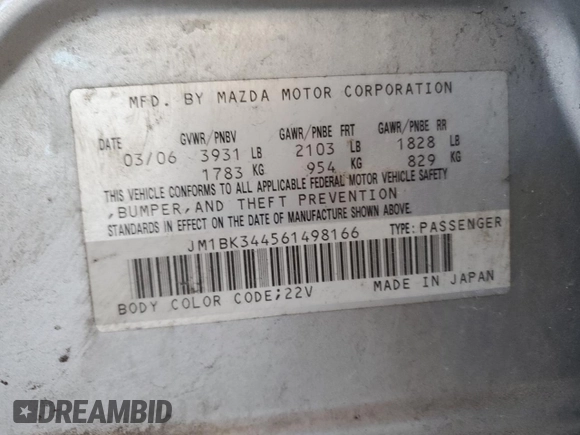 MFD. BY MAZDA MOTOR CORPORATION
DATE GVWR/PNBV GAWR/PNBE FRT GAWR/PNBE RR
03/06 3931 LB 2103 LB 1828 LB
1783 KG 954 KG 829 KG
THIS VEHICLE CONFORMS TO ALL APPLICABLE FEDERAL MOTOR VEHICLE SAFETY
,BUMPER,AND THEFT PREVENTION
STANDARDS IN EFFECT ON THE DATE OF MANUFACTURE SHOWN ABOVE.
JM1BK344561498166 TYPE:PASSENGER
BODY COLOR CODE;22V MADE IN JAPAN
DREAMBID